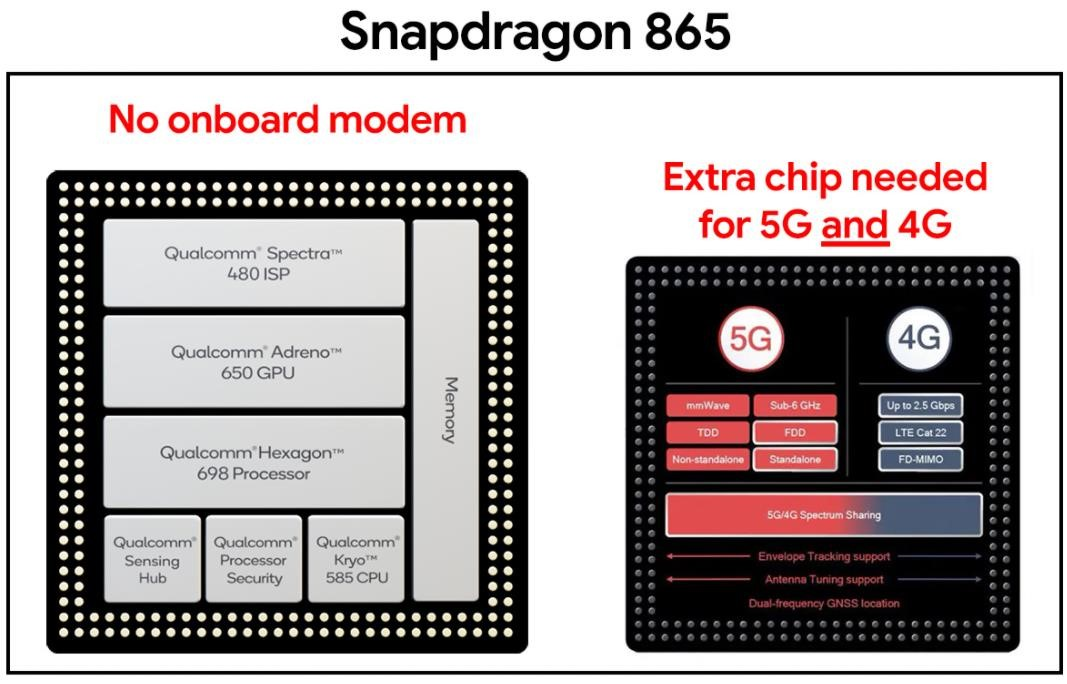 Snapdragon 865
No onboard modem
Extra chip needed
for 5G and 4G
Qualcomm® Spectra™
480 ISP
Qualcomm® Adreno™
650 GPU
Qualcomm® Hexagon™
698 Processor
Qualcomm®
Sensing
Hub
Qualcomm®
Processor
Security
Qualcomm®
Kryo™
585 CPU
Memory
5G
4G
mmWave
Sub-6 GHz
TDD
FDD
Non-standalone
Standalone
Up to 2.5 Gbps
LTE Cat 22
FD-MIMO
5G/4G Spectrum Sharing
Envelope Tracking support
Antenna Tuning support
Dual-frequency GNSS location